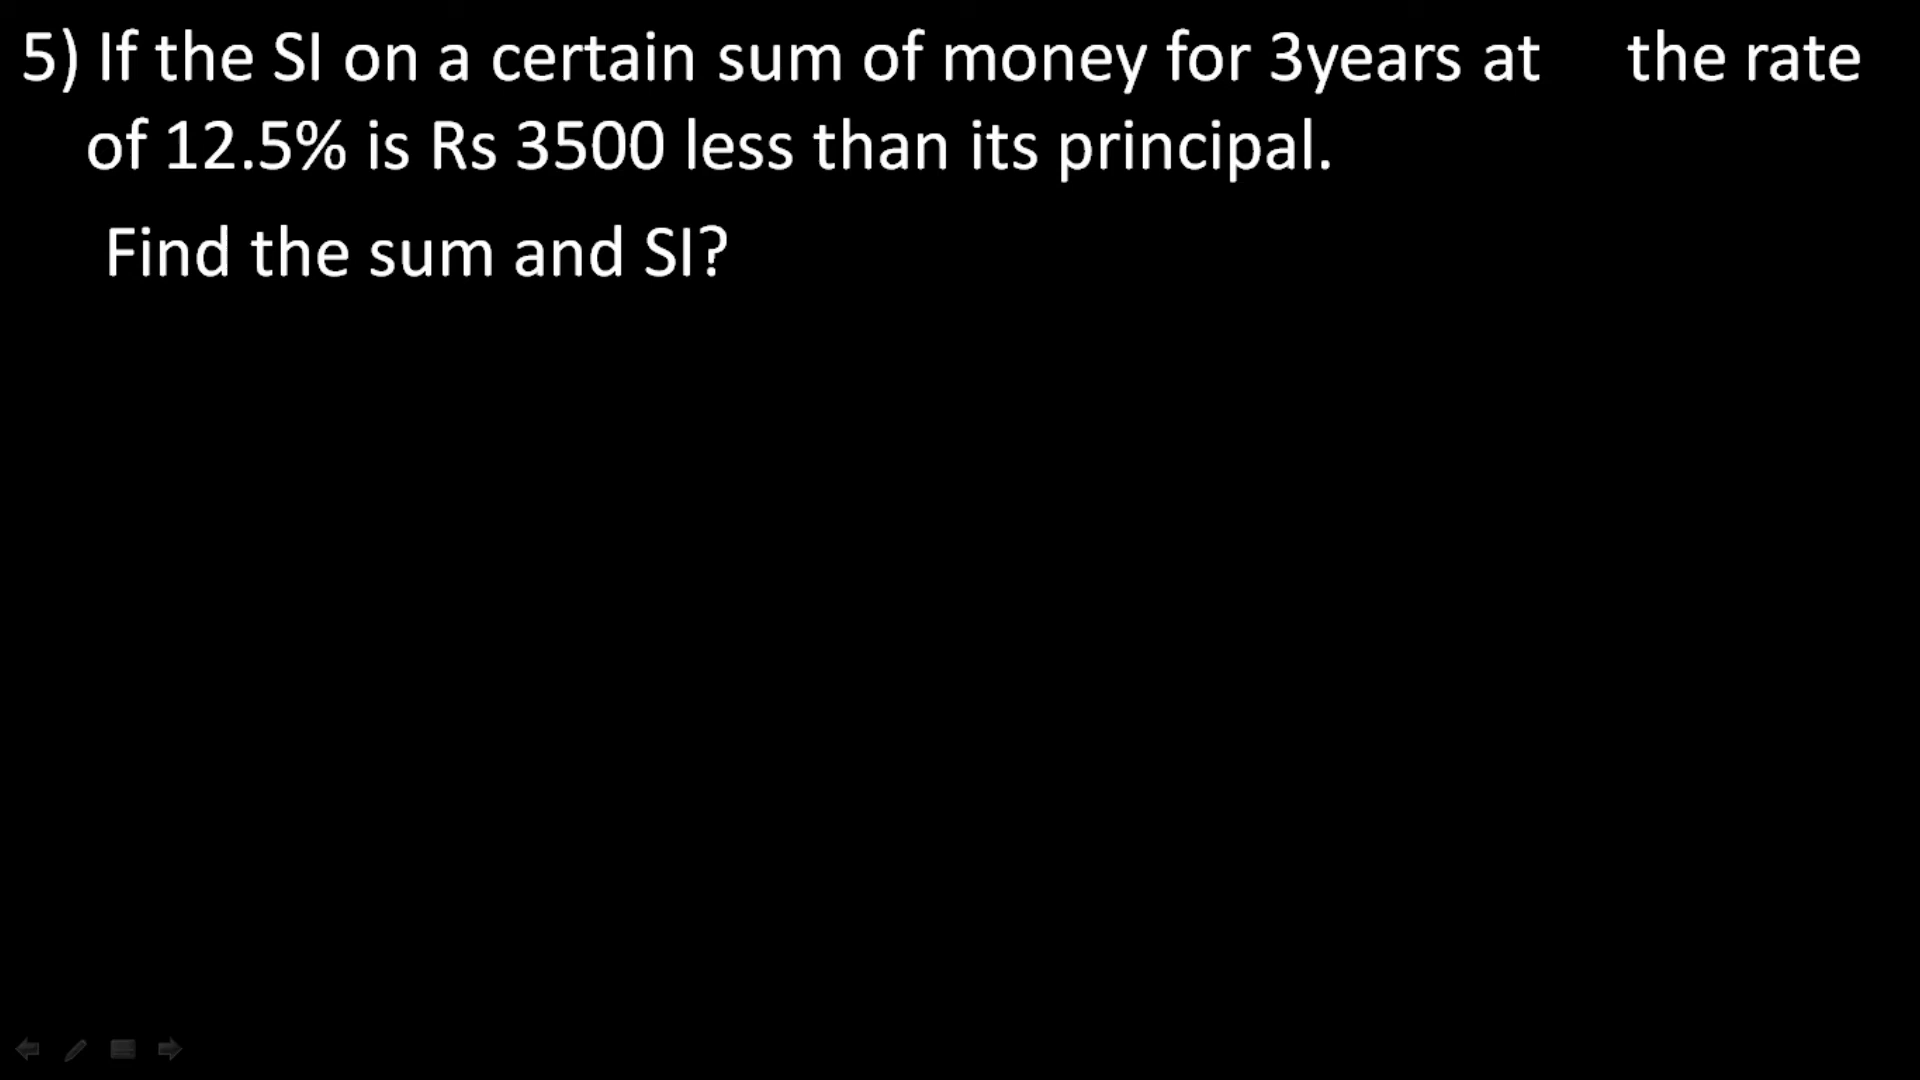 5) If the SI on a certain sum of money for 3years at the rate
of 12.5% is Rs 3500 less than its principal.
Find the sum and SI?